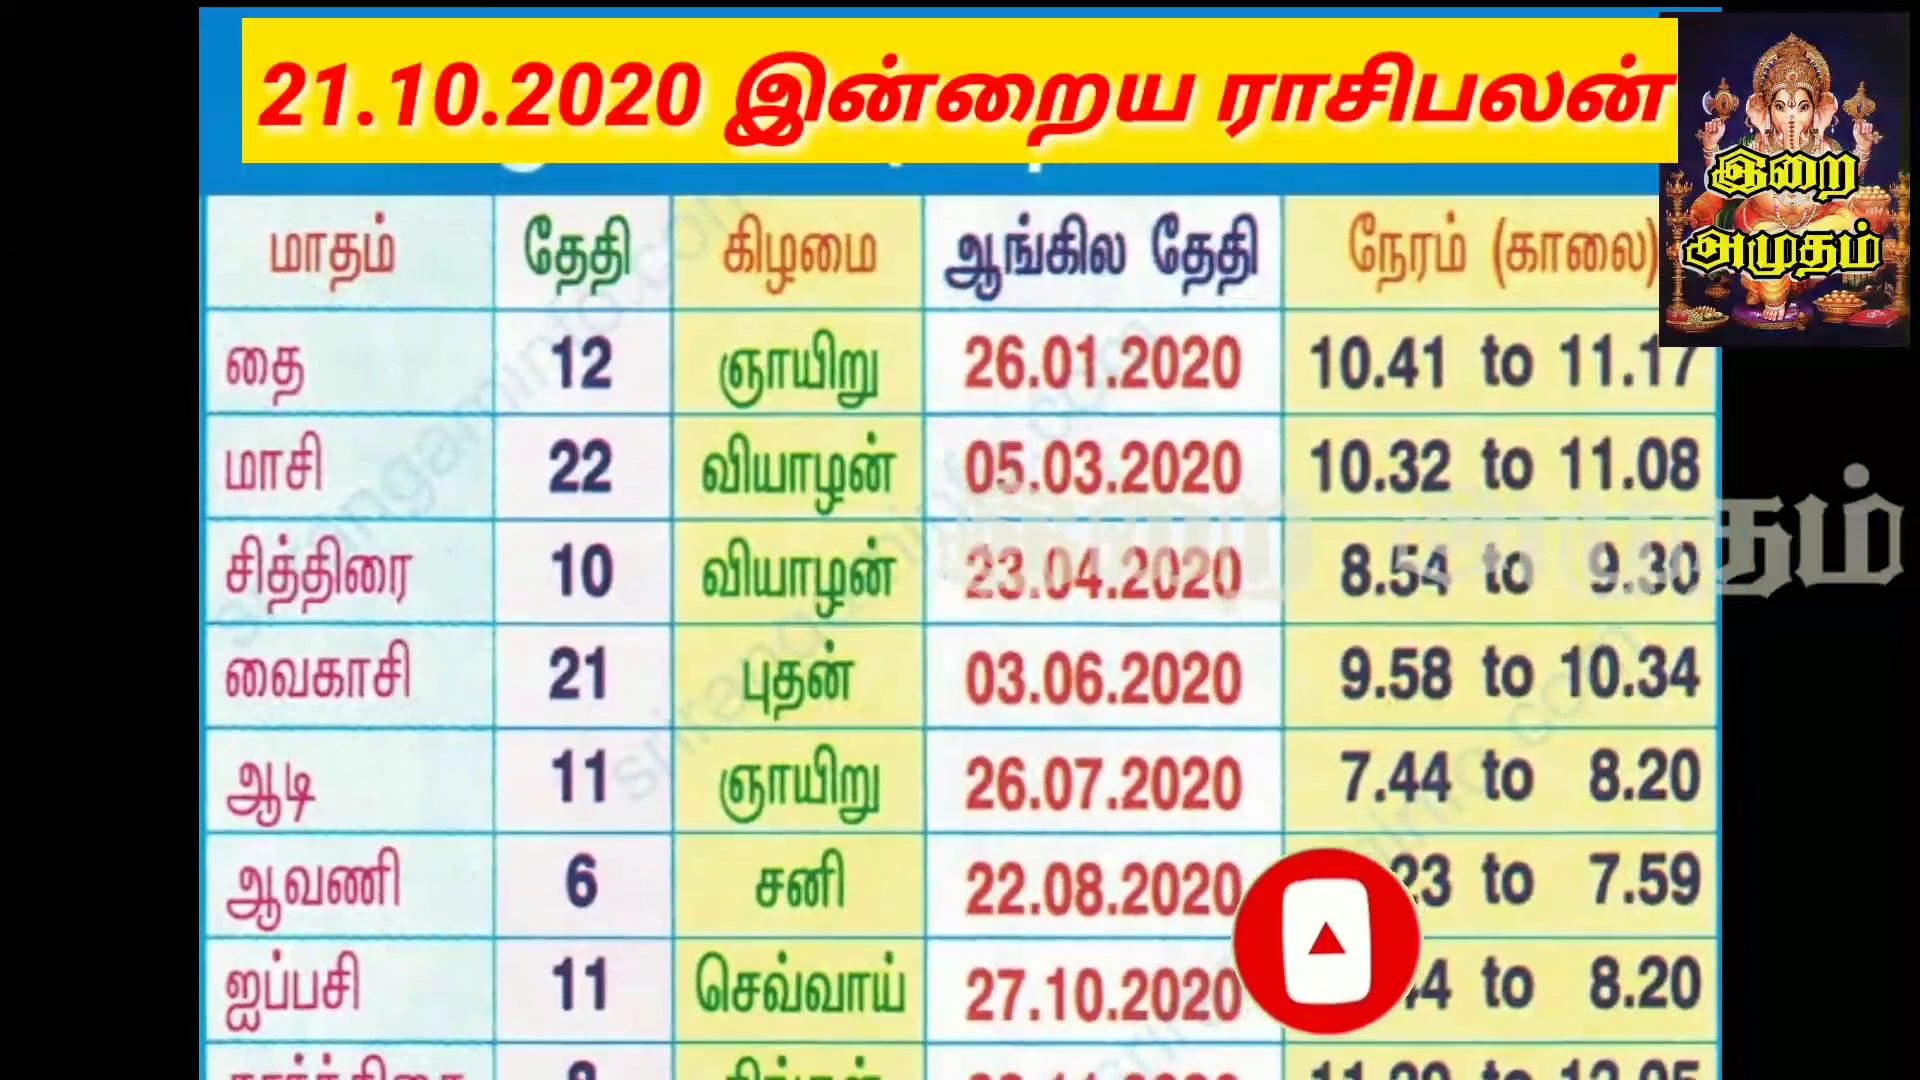 21.10.2020 இன்றைய ராசிபலன்
இறை
அமுதம்
மாதம் தேதி கிழமை ஆங்கில தேதி நேரம் (காலை)
தை 12 ஞாயிறு 26.01.2020 10.41 to 11.17
மாசி 22 வியாழன் 05.03.2020 10.32 to 11.08
சித்திரை 10 வியாழன் 23.04.2020 8.54 to 9.30
வைகாசி 21 புதன் 03.06.2020 9.58 to 10.34
ஆடி 11 ஞாயிறு 26.07.2020 7.44 to 8.20
ஆவணி 6 சனி 22.08.2020 23 to 7.59
ஐப்பசி 11 செவ்வாய் 27.10.2020 44 to 8.20